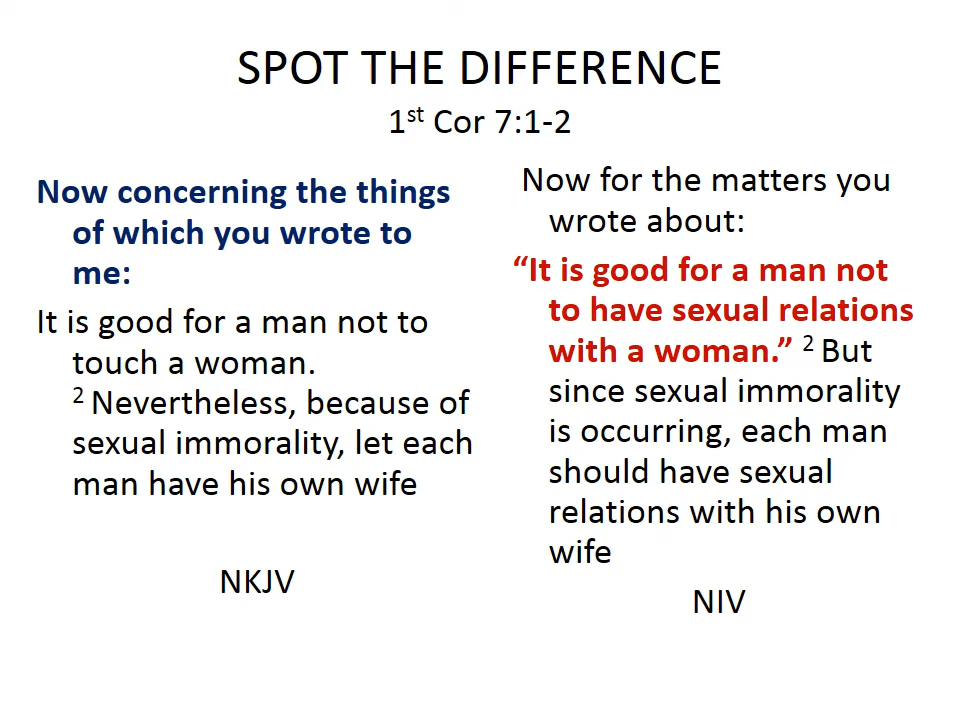 SPOT THE DIFFERENCE
1st Cor 7:1-2
Now concerning the things
of which you wrote to
me:
It is good for a man not to
touch a woman.
2 Nevertheless, because of
sexual immorality, let each
man have his own wife
NKJV
Now for the matters you
wrote about:
“It is good for a man not
to have sexual relations
with a woman.” 2 But
since sexual immorality
is occurring, each man
should have sexual
relations with his own
wife
NIV